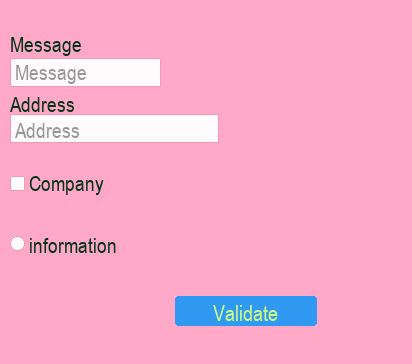 Message
Message
Address
Address
Company
information
Validate